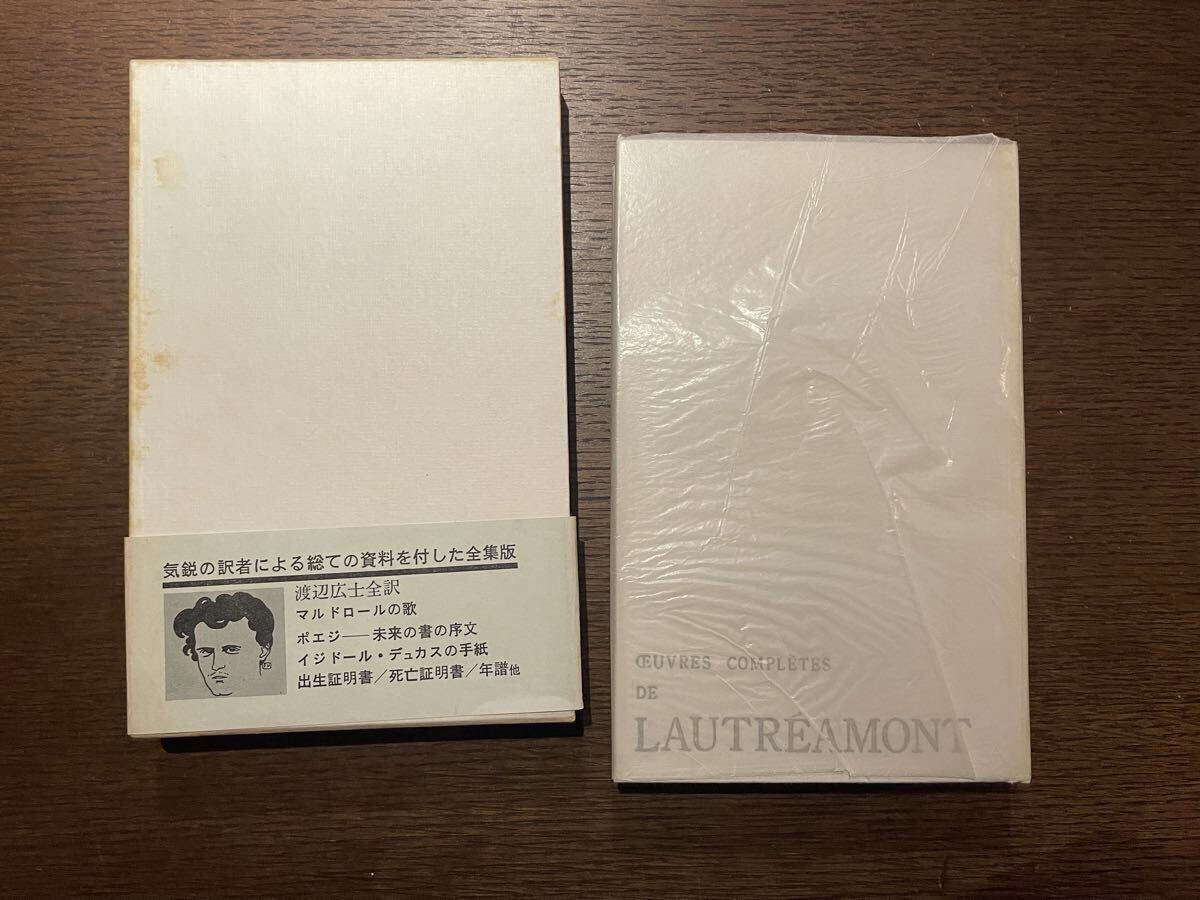 気鋭の訳者による総ての資料を付した全集版
渡辺広士全訳
マルドロールの歌
ポエジ──未来の書の序文
イジドール・デュカスの手紙
出生証明書/死亡証明書/年譜他
ŒUVRES COMPLÈTES
DE
LAUTRÉAMONT